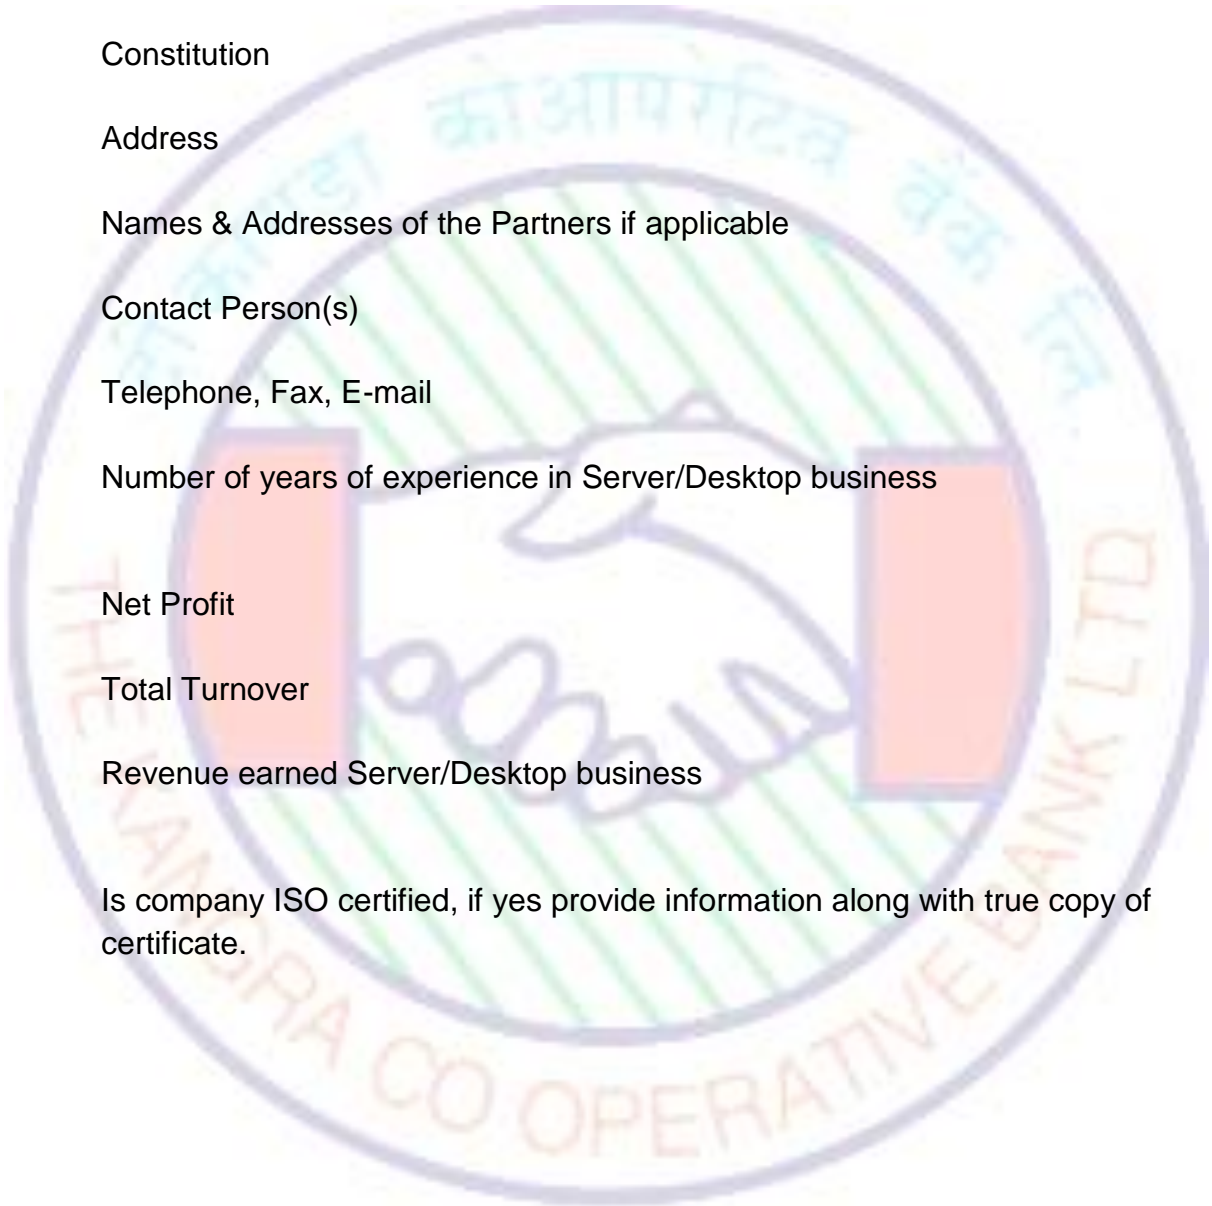 Constitution
Address
Names & Addresses of the Partners if applicable
Contact Person(s)
Telephone, Fax, E-mail
Number of years of experience in Server/Desktop business
Net Profit
Total Turnover
Revenue earned Server/Desktop business
Is company ISO certified, if yes provide information along with true copy of
certificate.
दी कांगड़ा को आपरेटिव बैंक लि.
THE KANGRA CO OPERATIVE BANK LTD